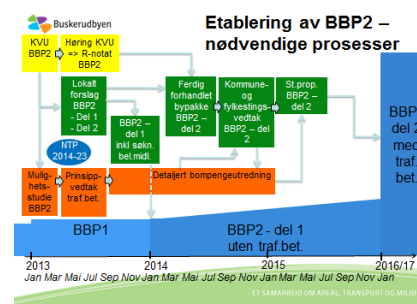 Buskerudbyen
Etablering av BBP2 –
nødvendige prosesser
KVU
BBP2
Høring KVU
=> R-notat
BBP2
Lokalt
forslag
BBP2
- Del 1
- Del 2
BBP2 –
del 1
inkl søkn.
bel.midl.
Ferdig
forhandlet
bypakke
BBP2 –
del 2
Kommune-
og
fylkestings-
vedtak
BBP2 – del
2
St.prop.
BBP2 –
del 2
NTP
2014-23
Mulig-
hets-
studie
BBP2
Prinsipp-
vedtak
traf.bet.
Detaljert bompengeutredning
BBP2
del 2
med
traf.
bet.
BBP1
BBP2 - del 1
uten traf.bet.
2013
2014
2015
2016/17
Jan Mar Mai Jul Sep Nov Jan Mar Mai Jul Sep Nov Jan Mar Mai Jul Sep Nov Jan
ET SAMARBEID OM AREAL, TRANSPORT OG MILJØ